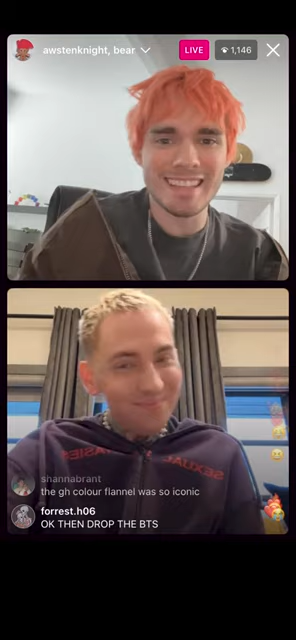 awstenknight, bear
LIVE
1,146
SEXUAL
shannabrant
the gh colour flannel was so iconic
forrest.h06
OK THEN DROP THE BTS